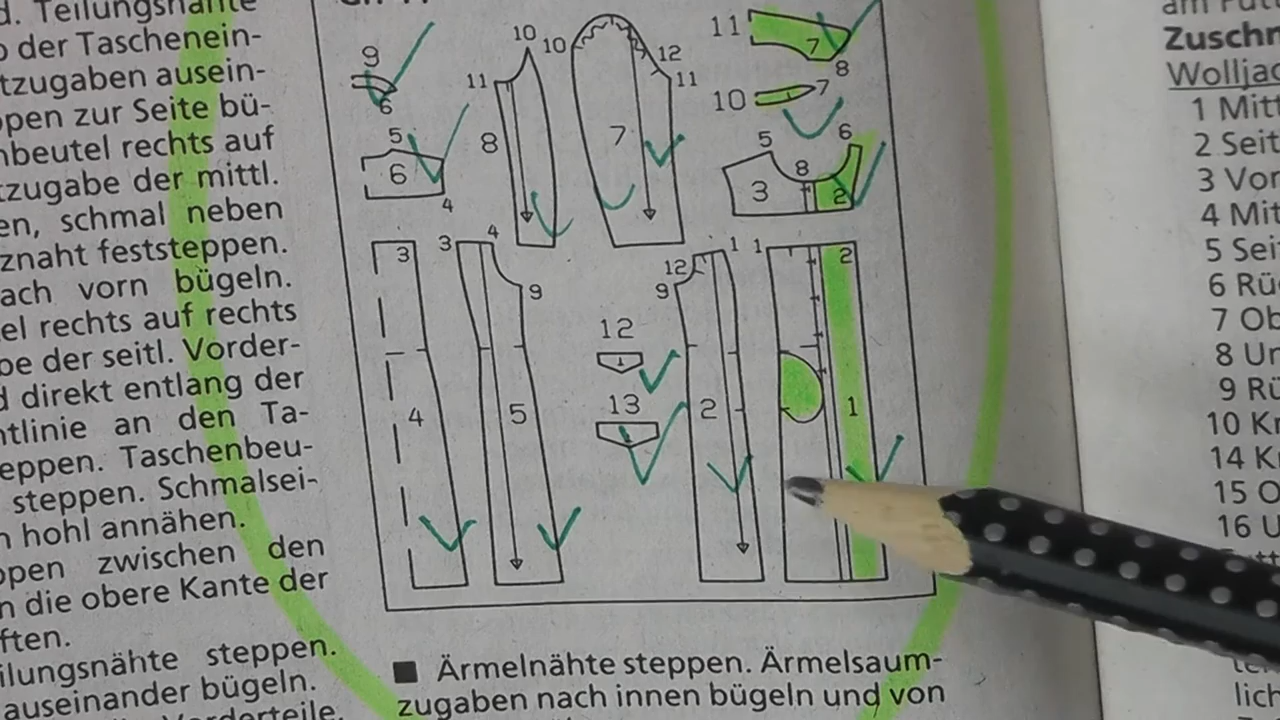 d. Teilungsnähte
der Taschenein-
tzugaben ausein-
ppen zur Seite bü-
nbeutel rechts auf
tzugabe der mittl.
en, schmal neben
znaht feststeppen.
ach vorn bügeln.
el rechts auf rechts
pe der seitl. Vorder-
d direkt entlang der
ntlinie an den Ta-
eppen. Taschenbeu-
steppen. Schmalsei-
n hohl annähen.
ppen zwischen den
n die obere Kante der
ften.
ilungsnähte steppen.
auseinander bügeln.
9
6
5
6
4
10
11
8
10
12
11
7
11
7
8
10
7
5
6
8
3
2
3
4
3
4
9
5
12
13
1
12
9
2
1
2
1
■ Ärmelnähte steppen. Ärmelsaum-
zugaben nach innen bügeln und von
Zuschn
Wolljac
1 Mitt
2 Seit
3 Vor
4 Mit
5 Sei
6 Rü
7 Ob
8 Un
9 Rü
10 Kr
14 Kr
15 O
16 U
lich